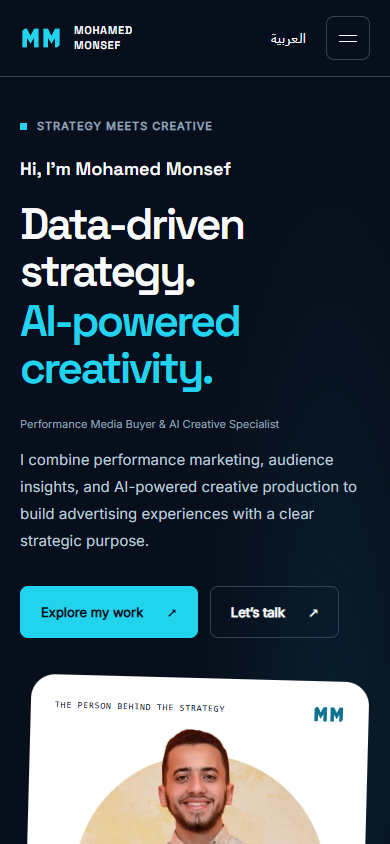 MM
MOHAMED
MONSEF
العربية
STRATEGY MEETS CREATIVE
Hi, I'm Mohamed Monsef
Data-driven
strategy.
AI-powered
creativity.
Performance Media Buyer & AI Creative Specialist
I combine performance marketing, audience
insights, and AI-powered creative production to
build advertising experiences with a clear
strategic purpose.
Explore my work ↗
Let's talk ↗
THE PERSON BEHIND THE STRATEGY
MM